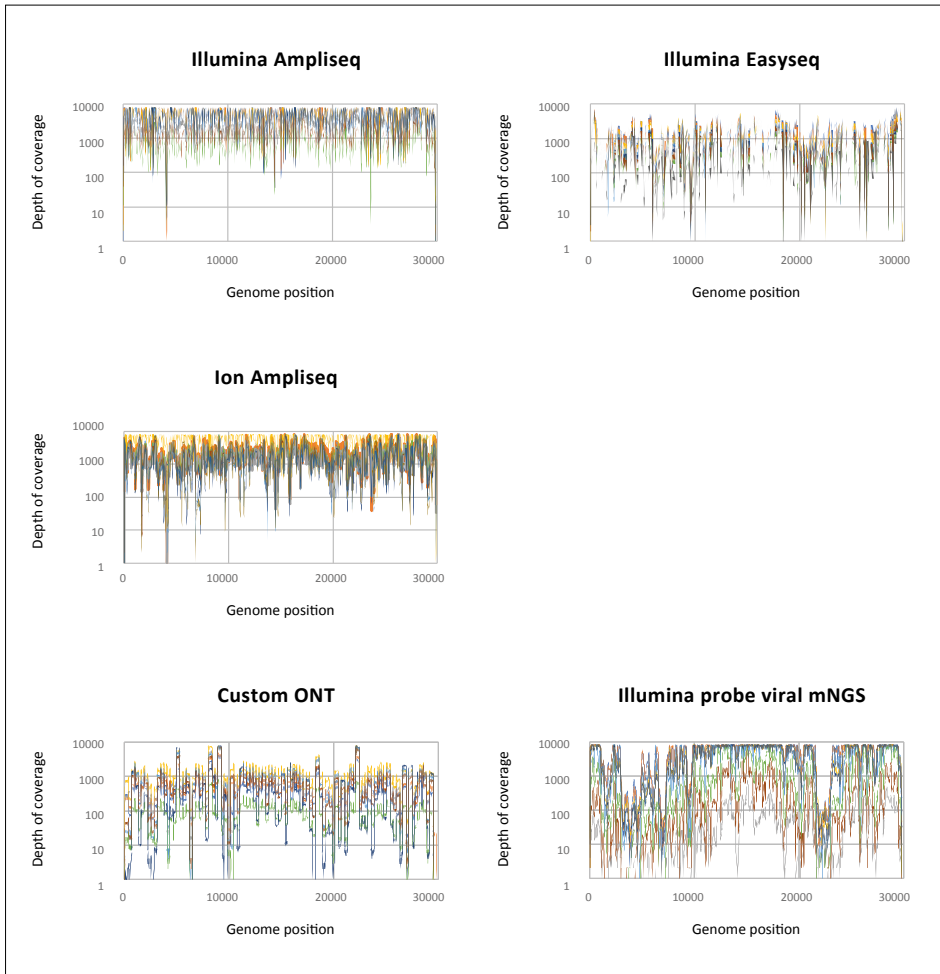 Illumina Ampliseq
Depth of coverage
10000
1000
100
10
1
0 10000 20000 30000
Genome position
Illumina Easyseq
Depth of coverage
10000
1000
100
10
1
0 10000 20000 30000
Genome position
Ion Ampliseq
Depth of coverage
10000
1000
100
10
1
0 10000 20000 30000
Genome position
Custom ONT
Depth of coverage
10000
1000
100
10
1
0 10000 20000 30000
Genome position
Illumina probe viral mNGS
Depth of coverage
10000
1000
100
10
1
0 10000 20000 30000
Genome position